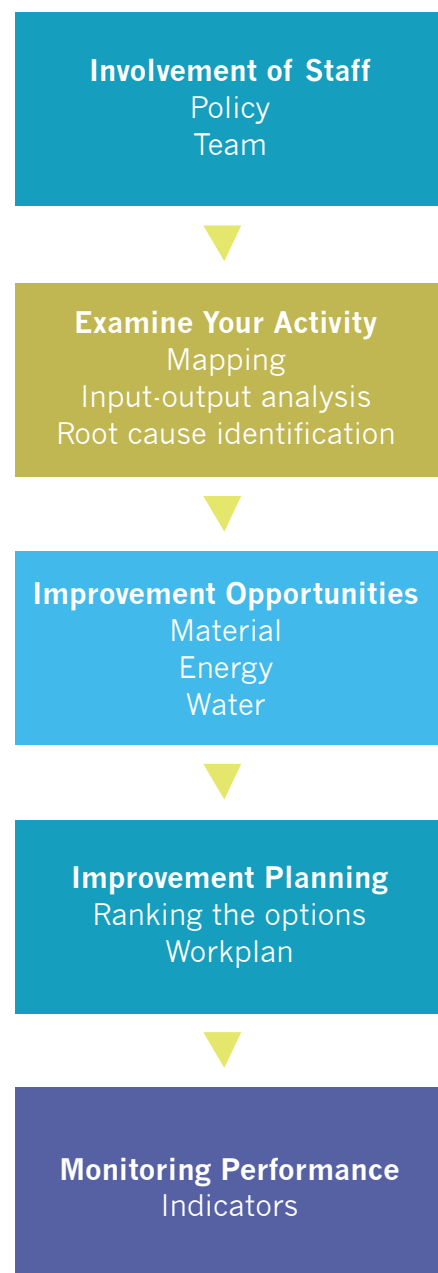 Involvement of Staff
Policy
Team
Examine Your Activity
Mapping
Input-output analysis
Root cause identification
Improvement Opportunities
Material
Energy
Water
Improvement Planning
Ranking the options
Workplan
Monitoring Performance
Indicators